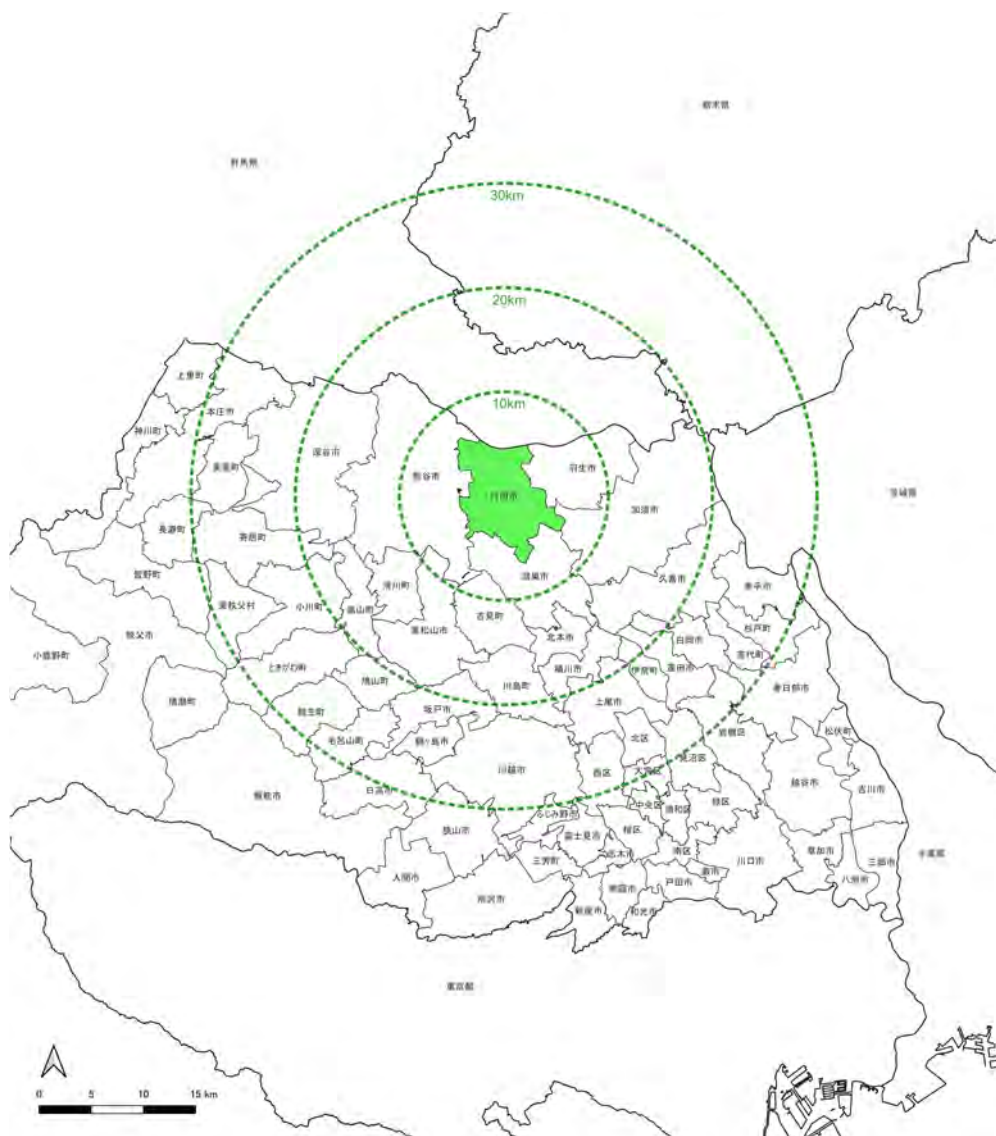 栃木県
群馬県
30km
20km
10km
上里町
本庄市
神川町
美里町
深谷市
熊谷市
羽生市
行田市
茨城県
加須市
長瀞町
寄居町
皆野町
鴻巣市
久喜市
幸手市
東秩父村
小川町
嵐山町
滑川町
吉見町
東松山市
北本市
白岡市
杉戸町
宮代町
秩父市
小鹿野町
ときがわ町
鳩山町
川島町
桶川市
伊奈町
蓮田市
春日部市
横瀬町
越生町
坂戸市
上尾市
毛呂山町
鶴ヶ島市
北区
岩槻区
松伏町
川越市
西区
大宮区
見沼区
越谷市
吉川市
飯能市
日高市
中央区
浦和区
緑区
ふじみ野市
狭山市
富士見市
桜区
三芳町
志木市
南区
川口市
草加市
三郷市
千葉県
入間市
所沢市
朝霞市
戸田市
蕨市
八潮市
新座市
和光市
東京都
0 5 10 15 km